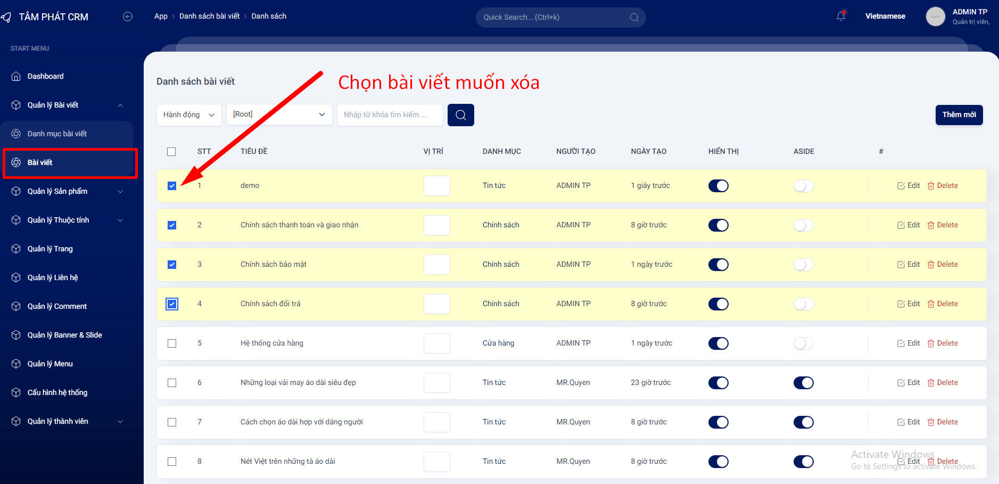 TÂM PHÁT CRM
App > Danh sách bài viết > Danh sách
Quick Search... (Ctrl+k)
Vietnamese
ADMIN TP
Quản trị viên,
START MENU
Dashboard
Quản lý Bài viết
Danh mục bài viết
Bài viết
Quản lý Sản phẩm
Quản lý Thuộc tính
Quản lý Trang
Quản lý Liên hệ
Quản lý Comment
Quản lý Banner & Slide
Quản lý Menu
Cấu hình hệ thống
Quản lý thành viên
Danh sách bài viết
Chọn bài viết muốn xóa
Hành động
[Root]
Nhập từ khóa tìm kiếm ...
Thêm mới
STT TIÊU ĐỀ VỊ TRÍ DANH MỤC NGƯỜI TẠO NGÀY TẠO HIỂN THỊ ASIDE #
1 demo Tin tức ADMIN TP 1 giây trước Edit Delete
2 Chính sách thanh toán và giao nhận Chính sách ADMIN TP 8 giờ trước Edit Delete
3 Chính sách bảo mật Chính sách ADMIN TP 1 ngày trước Edit Delete
4 Chính sách đổi trả Chính sách ADMIN TP 8 giờ trước Edit Delete
5 Hệ thống cửa hàng Cửa hàng ADMIN TP 1 ngày trước Edit Delete
6 Những loại vải may áo dài siêu đẹp Tin tức MR.Quyen 23 giờ trước Edit Delete
7 Cách chọn áo dài hợp với dáng người Tin tức MR.Quyen 8 giờ trước Edit Delete
8 Nét Việt trên những tà áo dài Tin tức MR.Quyen 8 giờ trước Edit Delete
Activate Windows
Go to Settings to activate Windows.